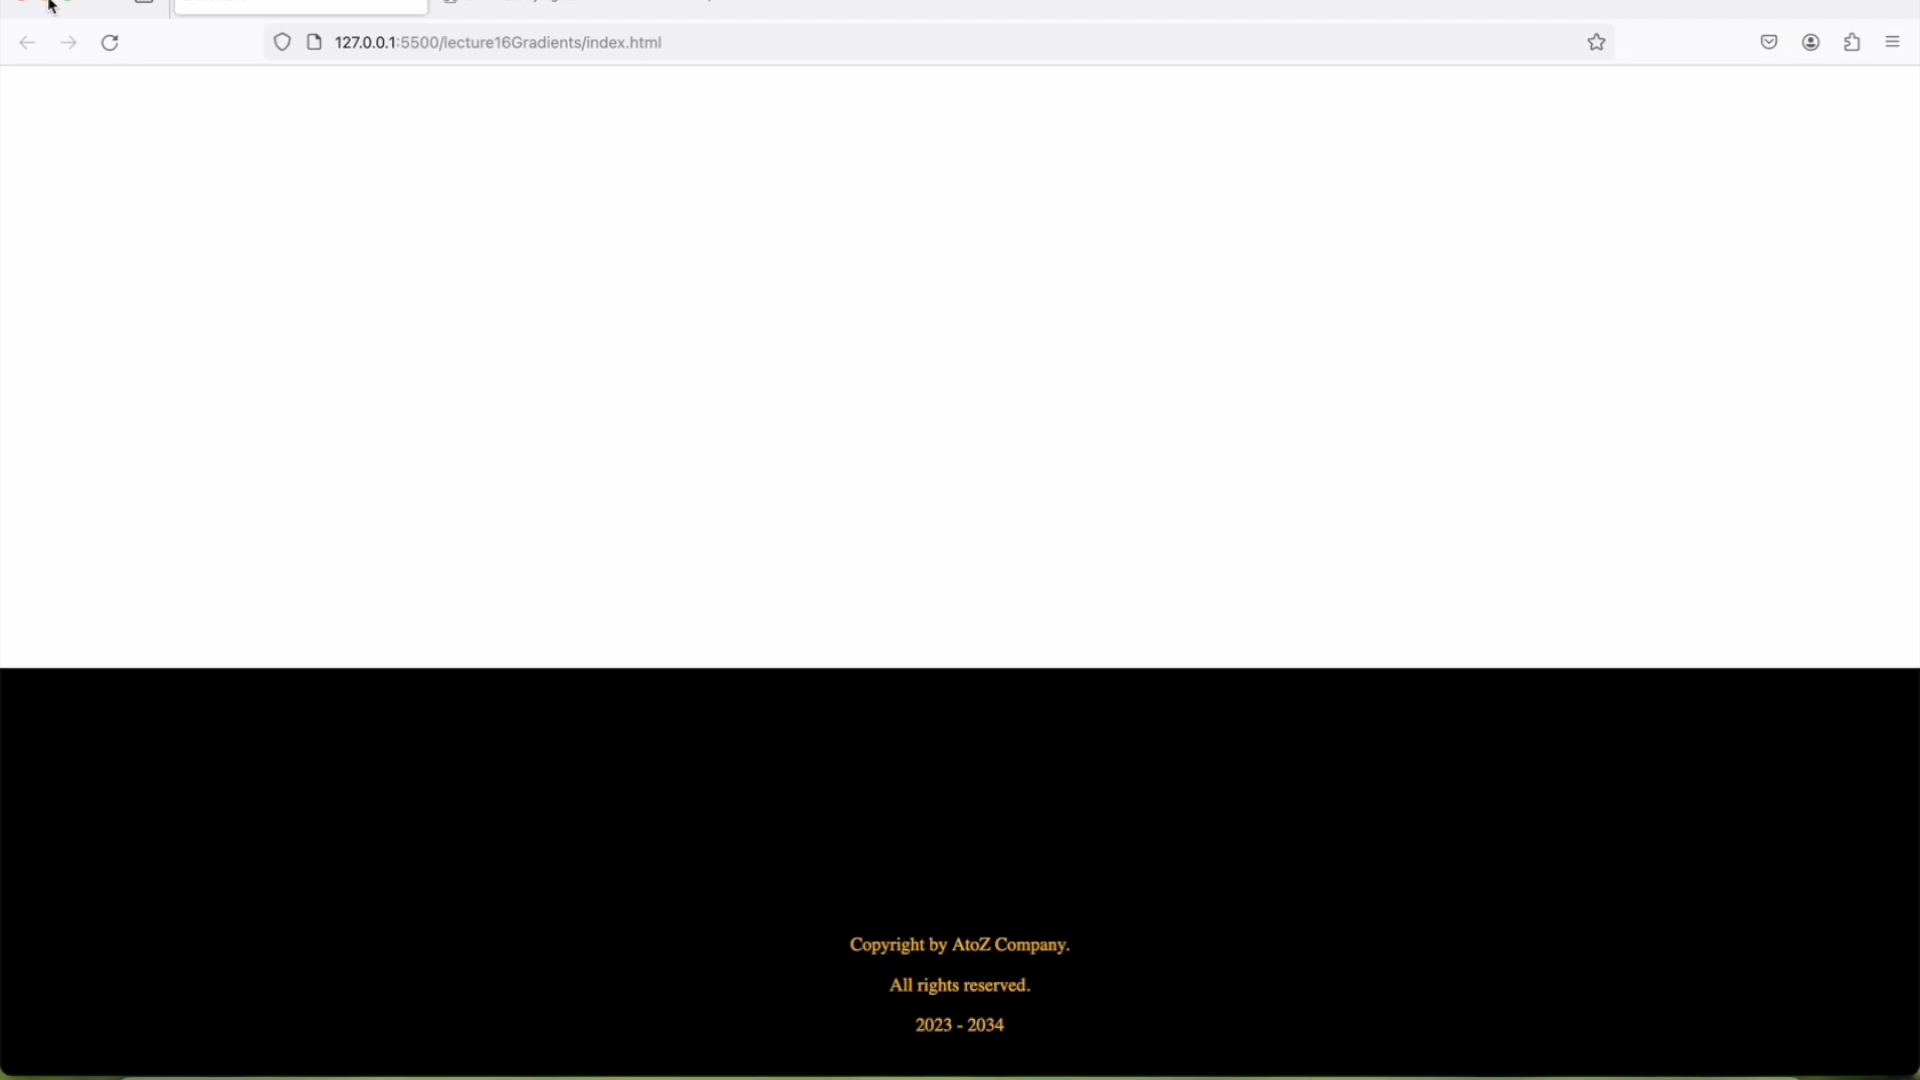 127.0.0.1:5500/lecture16Gradients/index.html
Copyright by AtoZ Company.
All rights reserved.
2023 - 2034